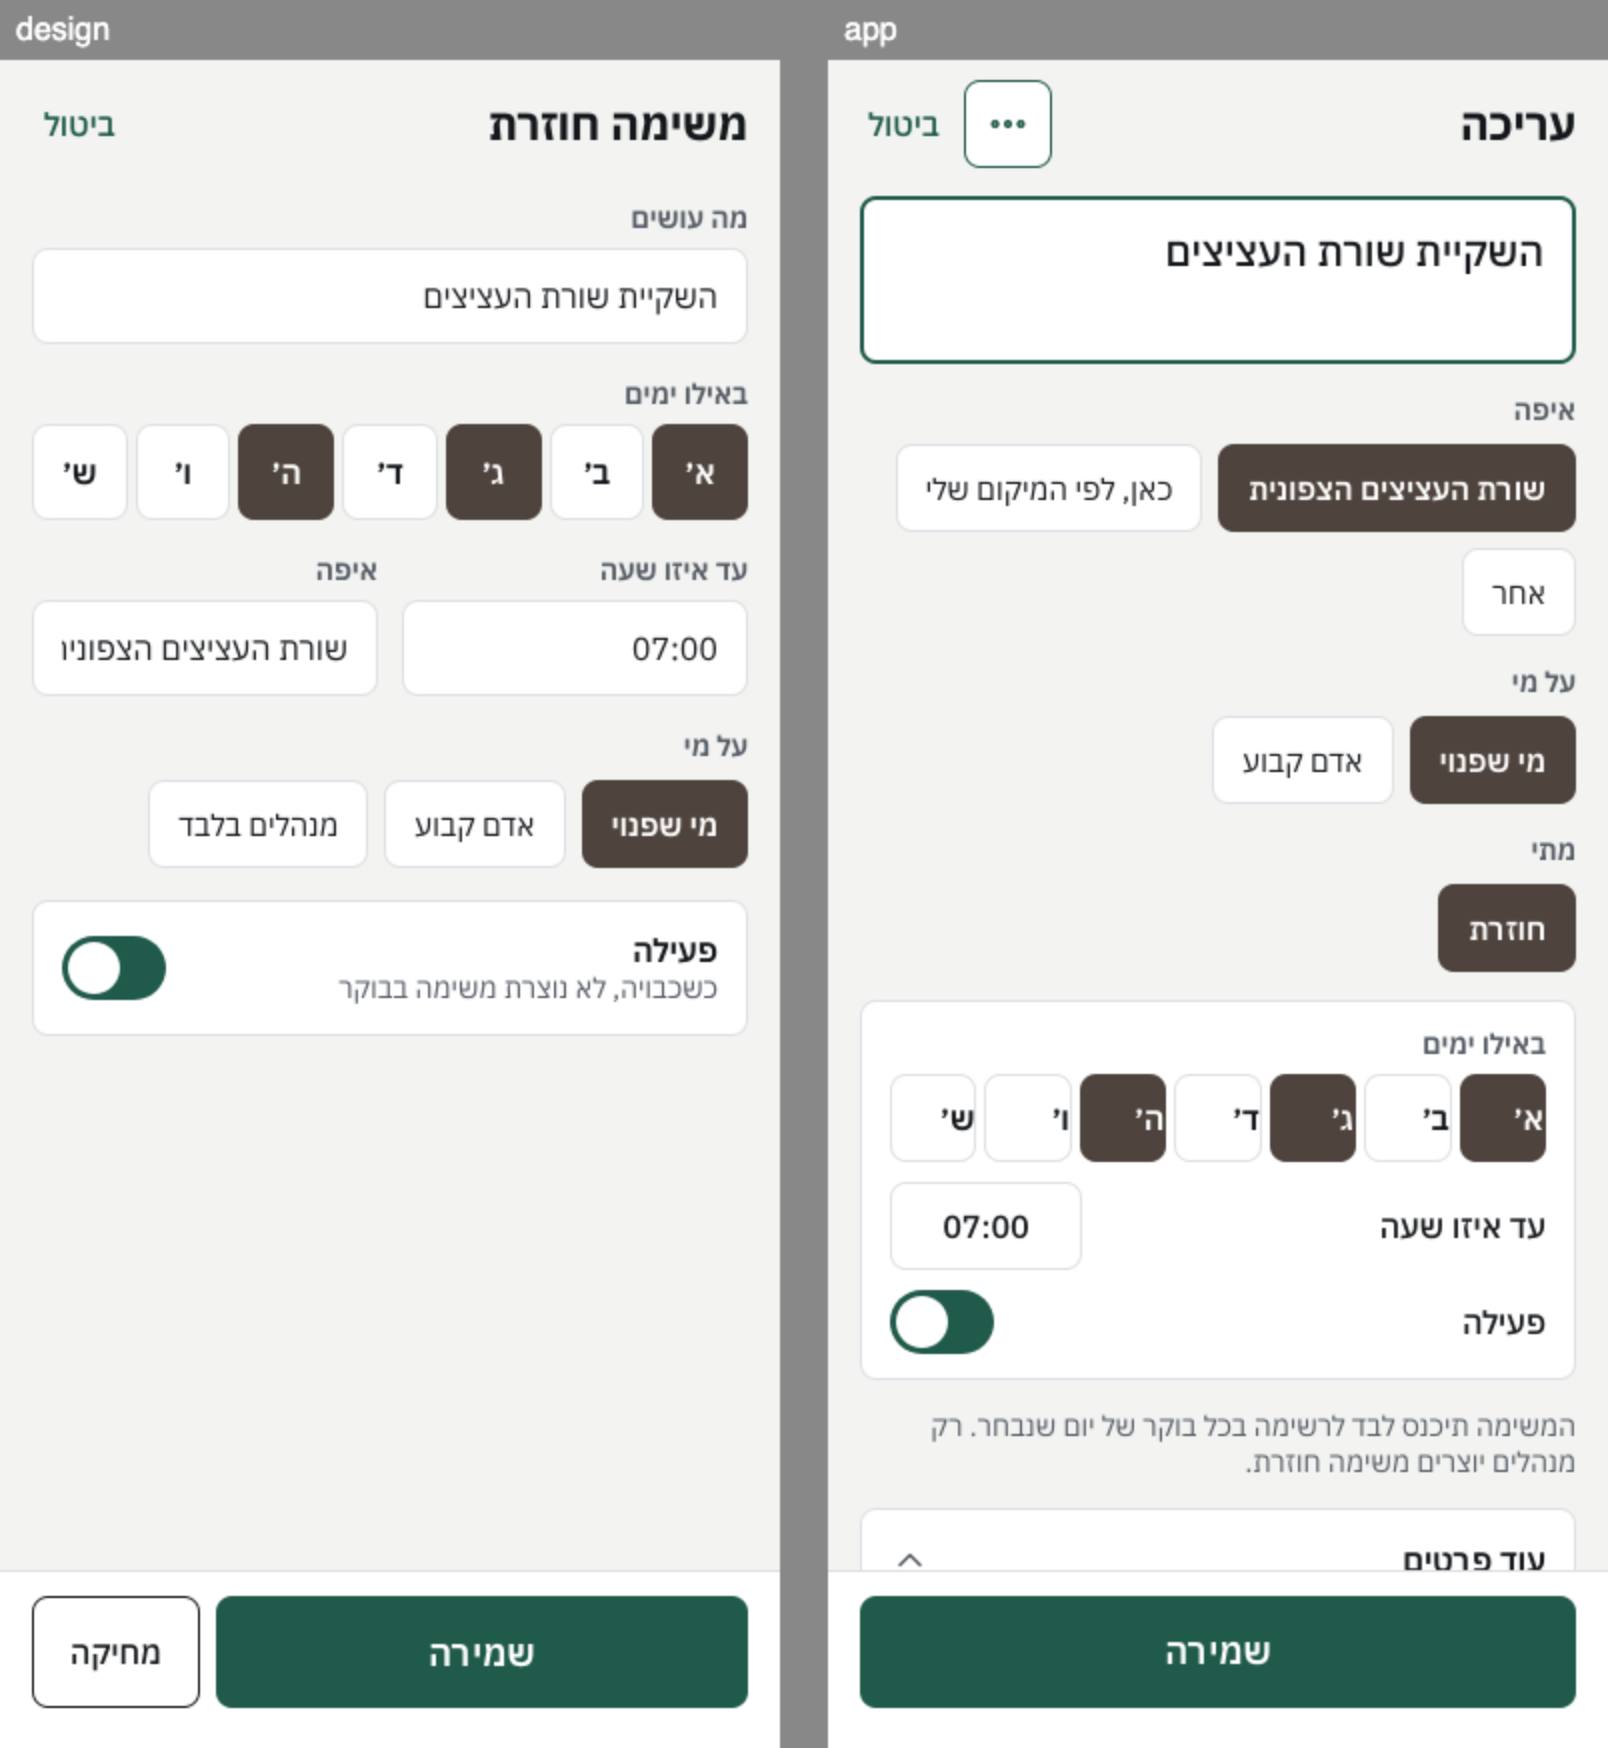 design
משימה חוזרת
ביטול
מה עושים
השקיית שורת העציצים
באילו ימים
א׳ ב׳ ג׳ ד׳ ה׳ ו׳ ש׳
עד איזו שעה
איפה
07:00
שורת העציצים הצפוני
על מי
מי שפנוי
אדם קבוע
מנהלים בלבד
פעילה
כשכבויה, לא נוצרת משימה בבוקר
שמירה
מחיקה
app
עריכה
ביטול
השקיית שורת העציצים
איפה
שורת העציצים הצפונית
כאן, לפי המיקום שלי
אחר
על מי
מי שפנוי
אדם קבוע
מתי
חוזרת
באילו ימים
א׳ ב׳ ג׳ ד׳ ה׳ ו׳ ש׳
עד איזו שעה
07:00
פעילה
המשימה תיכנס לבד לרשימה בכל בוקר של יום שנבחר. רק
מנהלים יוצרים משימה חוזרת.
עוד פרטים
שמירה